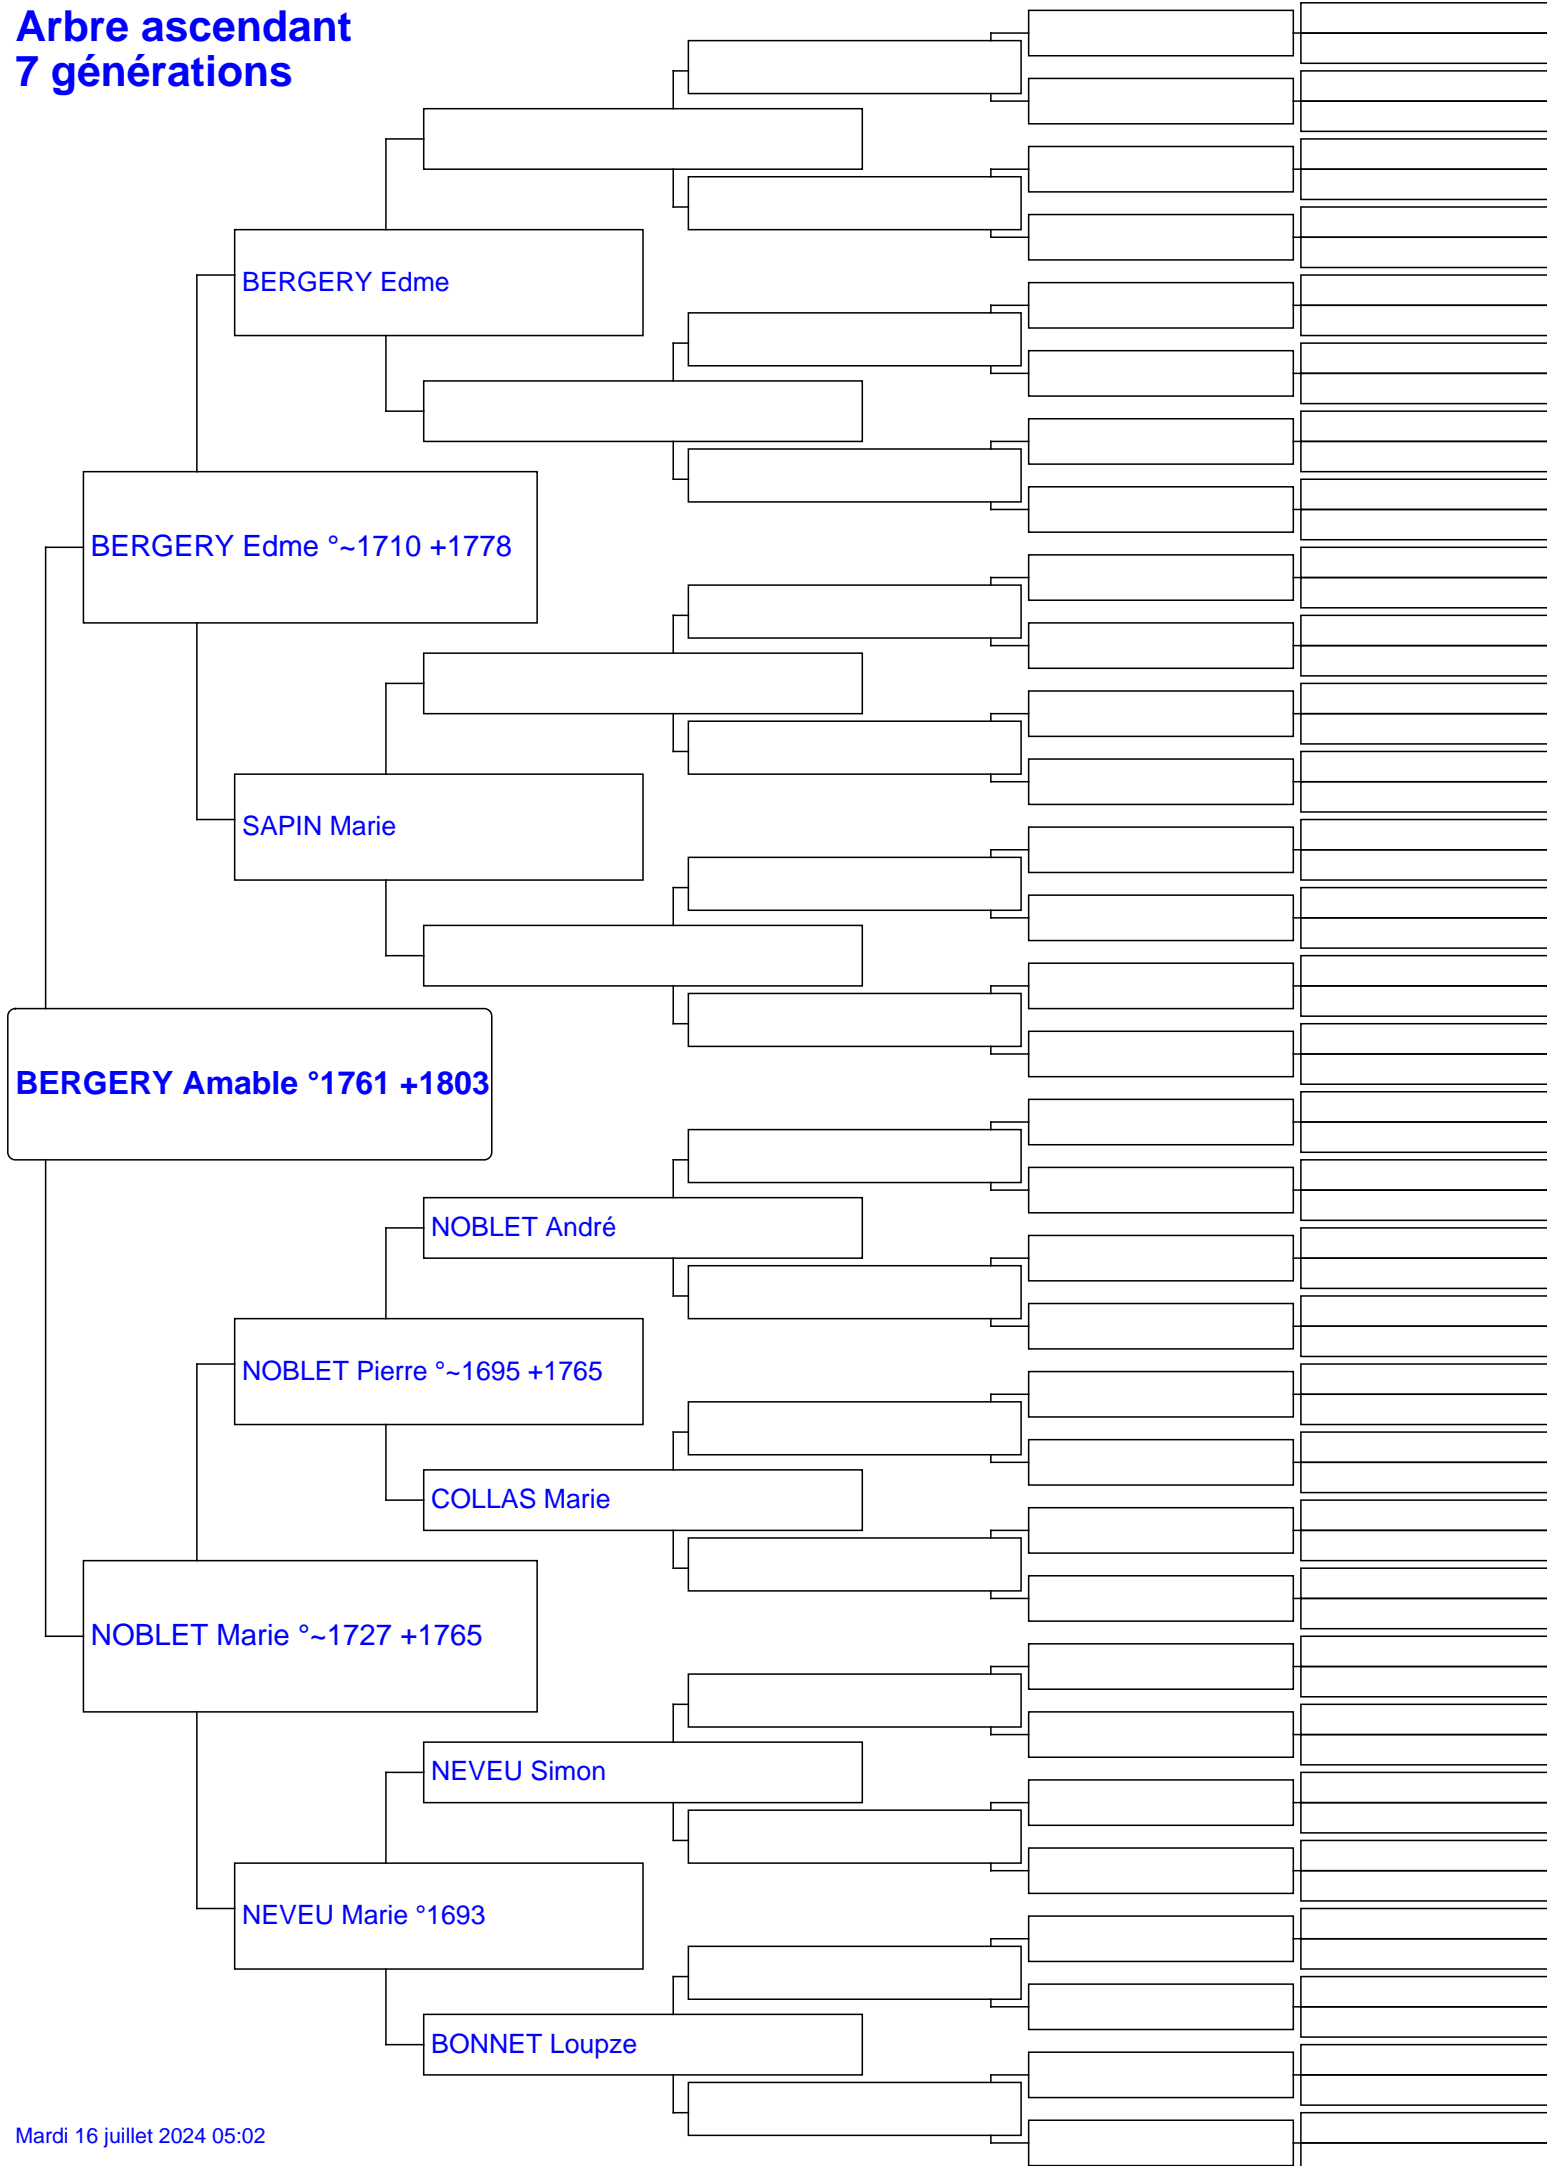 Arbre ascendant
7 générations
BERGERY Edme
BERGERY Edme °~1710 +1778
SAPIN Marie
BERGERY Amable °1761 +1803
NOBLET André
NOBLET Pierre °~1695 +1765
COLLAS Marie
NOBLET Marie °~1727 +1765
NEVEU Simon
NEVEU Marie °1693
BONNET Loupze
Mardi 16 juillet 2024 05:02